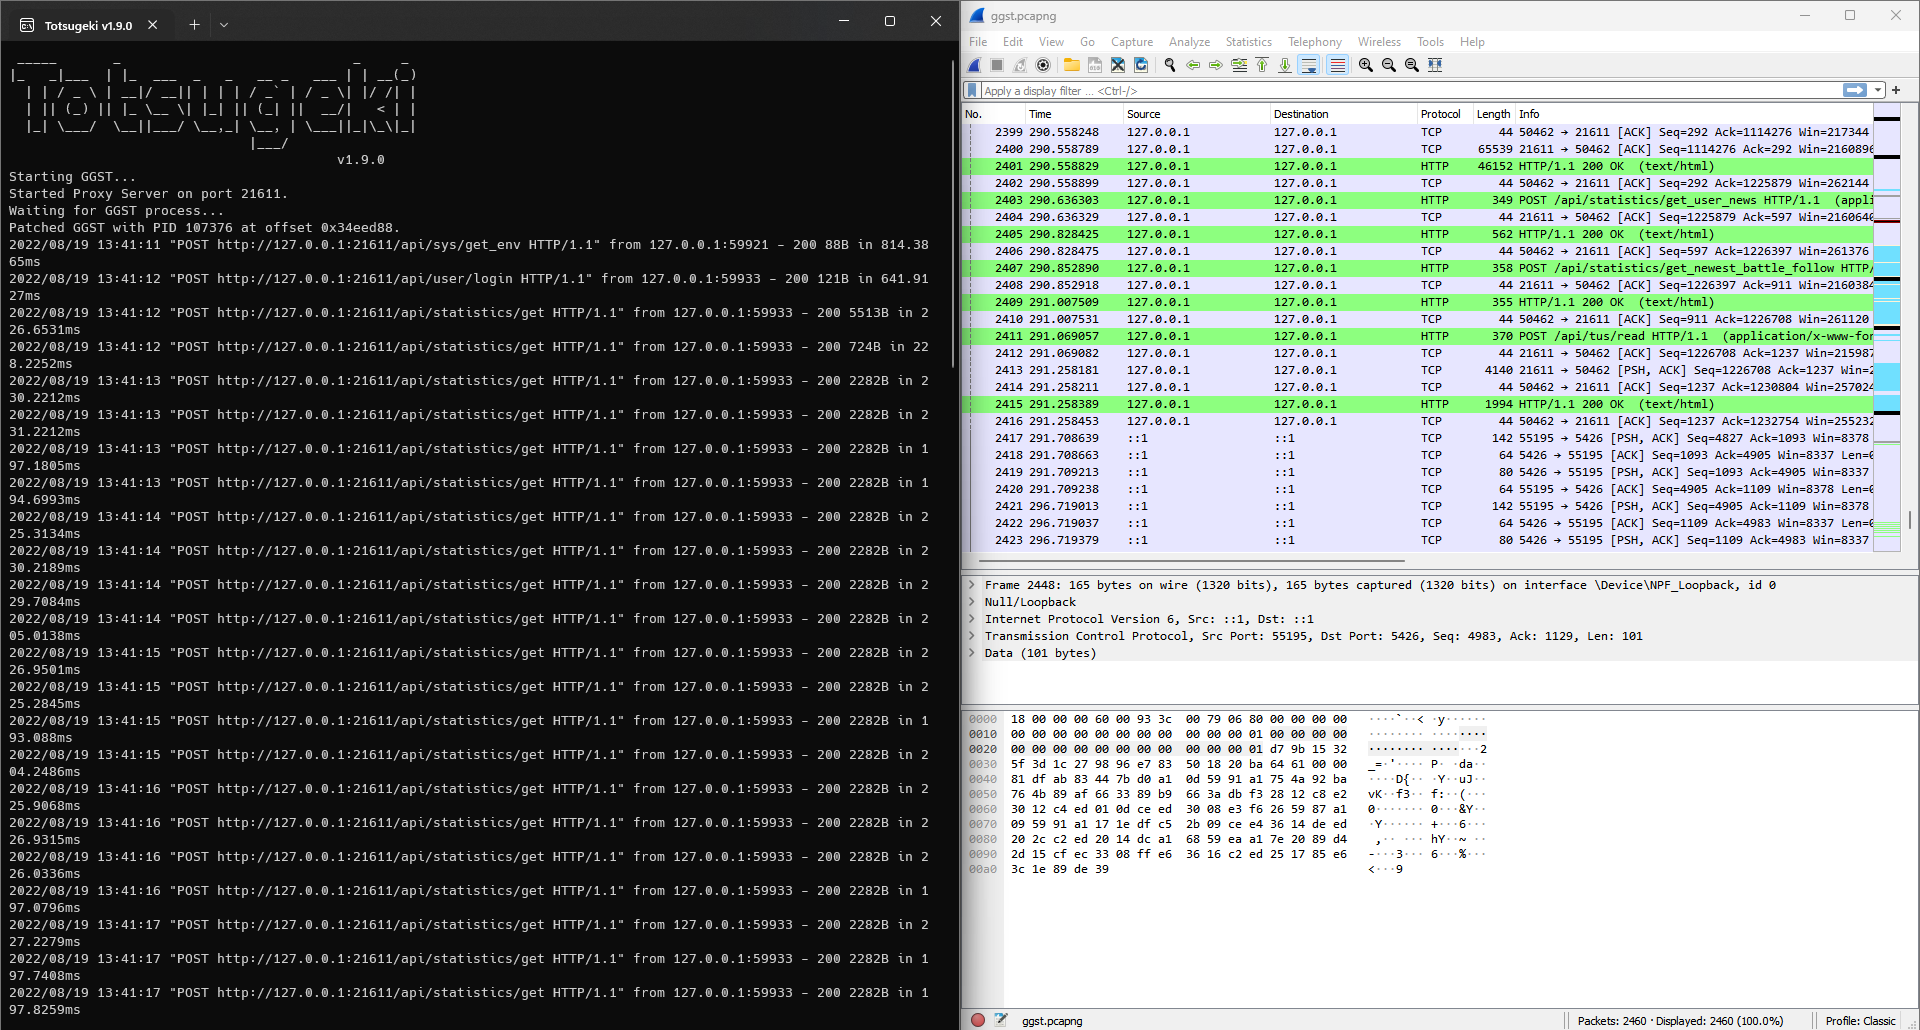 Totsugeki v1.9.0
v1.9.0
Starting GGST...
Started Proxy Server on port 21611.
Waiting for GGST process...
Patched GGST with PID 107376 at offset 0x34eed88.
2022/08/19 13:41:11 "POST http://127.0.0.1:21611/api/sys/get_env HTTP/1.1" from 127.0.0.1:59921 - 200 88B in 814.38
65ms
2022/08/19 13:41:12 "POST http://127.0.0.1:21611/api/user/login HTTP/1.1" from 127.0.0.1:59933 - 200 121B in 641.91
27ms
2022/08/19 13:41:12 "POST http://127.0.0.1:21611/api/statistics/get HTTP/1.1" from 127.0.0.1:59933 - 200 5513B in 2
26.6531ms
2022/08/19 13:41:12 "POST http://127.0.0.1:21611/api/statistics/get HTTP/1.1" from 127.0.0.1:59933 - 200 724B in 22
8.2252ms
2022/08/19 13:41:13 "POST http://127.0.0.1:21611/api/statistics/get HTTP/1.1" from 127.0.0.1:59933 - 200 2282B in 2
30.2212ms
2022/08/19 13:41:13 "POST http://127.0.0.1:21611/api/statistics/get HTTP/1.1" from 127.0.0.1:59933 - 200 2282B in 2
31.2212ms
2022/08/19 13:41:13 "POST http://127.0.0.1:21611/api/statistics/get HTTP/1.1" from 127.0.0.1:59933 - 200 2282B in 1
97.1805ms
2022/08/19 13:41:13 "POST http://127.0.0.1:21611/api/statistics/get HTTP/1.1" from 127.0.0.1:59933 - 200 2282B in 1
94.6993ms
2022/08/19 13:41:14 "POST http://127.0.0.1:21611/api/statistics/get HTTP/1.1" from 127.0.0.1:59933 - 200 2282B in 2
25.3134ms
2022/08/19 13:41:14 "POST http://127.0.0.1:21611/api/statistics/get HTTP/1.1" from 127.0.0.1:59933 - 200 2282B in 2
30.2189ms
2022/08/19 13:41:14 "POST http://127.0.0.1:21611/api/statistics/get HTTP/1.1" from 127.0.0.1:59933 - 200 2282B in 2
29.7084ms
2022/08/19 13:41:14 "POST http://127.0.0.1:21611/api/statistics/get HTTP/1.1" from 127.0.0.1:59933 - 200 2282B in 2
05.0138ms
2022/08/19 13:41:15 "POST http://127.0.0.1:21611/api/statistics/get HTTP/1.1" from 127.0.0.1:59933 - 200 2282B in 2
26.9501ms
2022/08/19 13:41:15 "POST http://127.0.0.1:21611/api/statistics/get HTTP/1.1" from 127.0.0.1:59933 - 200 2282B in 2
25.2845ms
2022/08/19 13:41:15 "POST http://127.0.0.1:21611/api/statistics/get HTTP/1.1" from 127.0.0.1:59933 - 200 2282B in 1
93.088ms
2022/08/19 13:41:15 "POST http://127.0.0.1:21611/api/statistics/get HTTP/1.1" from 127.0.0.1:59933 - 200 2282B in 2
04.2486ms
2022/08/19 13:41:16 "POST http://127.0.0.1:21611/api/statistics/get HTTP/1.1" from 127.0.0.1:59933 - 200 2282B in 2
25.9068ms
2022/08/19 13:41:16 "POST http://127.0.0.1:21611/api/statistics/get HTTP/1.1" from 127.0.0.1:59933 - 200 2282B in 2
26.9315ms
2022/08/19 13:41:16 "POST http://127.0.0.1:21611/api/statistics/get HTTP/1.1" from 127.0.0.1:59933 - 200 2282B in 2
26.0336ms
2022/08/19 13:41:16 "POST http://127.0.0.1:21611/api/statistics/get HTTP/1.1" from 127.0.0.1:59933 - 200 2282B in 1
97.0796ms
2022/08/19 13:41:17 "POST http://127.0.0.1:21611/api/statistics/get HTTP/1.1" from 127.0.0.1:59933 - 200 2282B in 2
27.2279ms
2022/08/19 13:41:17 "POST http://127.0.0.1:21611/api/statistics/get HTTP/1.1" from 127.0.0.1:59933 - 200 2282B in 1
97.7408ms
2022/08/19 13:41:17 "POST http://127.0.0.1:21611/api/statistics/get HTTP/1.1" from 127.0.0.1:59933 - 200 2282B in 1
97.8259ms
ggst.pcapng
File Edit View Go Capture Analyze Statistics Telephony Wireless Tools Help
Apply a display filter ... <Ctrl-/>
No. Time Source Destination Protocol Length Info
2399 290.558248 127.0.0.1 127.0.0.1 TCP 44 50462 → 21611 [ACK] Seq=292 Ack=1114276 Win=217344
2400 290.558789 127.0.0.1 127.0.0.1 TCP 65539 21611 → 50462 [ACK] Seq=1114276 Ack=292 Win=2160896
2401 290.558829 127.0.0.1 127.0.0.1 HTTP 46152 HTTP/1.1 200 OK (text/html)
2402 290.558899 127.0.0.1 127.0.0.1 TCP 44 50462 → 21611 [ACK] Seq=292 Ack=1225879 Win=262144
2403 290.636303 127.0.0.1 127.0.0.1 HTTP 349 POST /api/statistics/get_user_news HTTP/1.1 (appli
2404 290.636329 127.0.0.1 127.0.0.1 TCP 44 21611 → 50462 [ACK] Seq=1225879 Ack=597 Win=2160640
2405 290.828425 127.0.0.1 127.0.0.1 HTTP 562 HTTP/1.1 200 OK (text/html)
2406 290.828475 127.0.0.1 127.0.0.1 TCP 44 50462 → 21611 [ACK] Seq=597 Ack=1226397 Win=261376
2407 290.852890 127.0.0.1 127.0.0.1 HTTP 358 POST /api/statistics/get_newest_battle_follow HTTP/
2408 290.852918 127.0.0.1 127.0.0.1 TCP 44 21611 → 50462 [ACK] Seq=1226397 Ack=911 Win=2160384
2409 291.007509 127.0.0.1 127.0.0.1 HTTP 355 HTTP/1.1 200 OK (text/html)
2410 291.007531 127.0.0.1 127.0.0.1 TCP 44 50462 → 21611 [ACK] Seq=911 Ack=1226708 Win=261120
2411 291.069057 127.0.0.1 127.0.0.1 HTTP 370 POST /api/tus/read HTTP/1.1 (application/x-www-for
2412 291.069082 127.0.0.1 127.0.0.1 TCP 44 21611 → 50462 [ACK] Seq=1226708 Ack=1237 Win=215987
2413 291.258181 127.0.0.1 127.0.0.1 TCP 4140 21611 → 50462 [PSH, ACK] Seq=1226708 Ack=1237 Win=2
2414 291.258211 127.0.0.1 127.0.0.1 TCP 44 50462 → 21611 [ACK] Seq=1237 Ack=1230804 Win=257024
2415 291.258389 127.0.0.1 127.0.0.1 HTTP 1994 HTTP/1.1 200 OK (text/html)
2416 291.258453 127.0.0.1 127.0.0.1 TCP 44 50462 → 21611 [ACK] Seq=1237 Ack=1232754 Win=255232
2417 291.708639 ::1 ::1 TCP 142 55195 → 5426 [PSH, ACK] Seq=4827 Ack=1093 Win=8378
2418 291.708663 ::1 ::1 TCP 64 5426 → 55195 [ACK] Seq=1093 Ack=4905 Win=8337 Len=0
2419 291.709213 ::1 ::1 TCP 80 5426 → 55195 [PSH, ACK] Seq=1093 Ack=4905 Win=8337
2420 291.709238 ::1 ::1 TCP 64 55195 → 5426 [ACK] Seq=4905 Ack=1109 Win=8378 Len=0
2421 296.719013 ::1 ::1 TCP 142 55195 → 5426 [PSH, ACK] Seq=4905 Ack=1109 Win=8378
2422 296.719037 ::1 ::1 TCP 64 5426 → 55195 [ACK] Seq=1109 Ack=4983 Win=8337 Len=0
2423 296.719379 ::1 ::1 TCP 80 5426 → 55195 [PSH, ACK] Seq=1109 Ack=4983 Win=8337
Frame 2448: 165 bytes on wire (1320 bits), 165 bytes captured (1320 bits) on interface \Device\NPF_Loopback, id 0
Null/Loopback
Internet Protocol Version 6, Src: ::1, Dst: ::1
Transmission Control Protocol, Src Port: 55195, Dst Port: 5426, Seq: 4983, Ack: 1129, Len: 101
Data (101 bytes)
0000 18 00 00 00 60 00 93 3c 00 79 06 80 00 00 00 00 ····`··< ·y······
0010 00 00 00 00 00 00 00 00 00 00 00 01 00 00 00 00 ········ ········
0020 00 00 00 00 00 00 00 00 00 00 00 01 d7 9b 15 32 ········ ·······2
0030 5f 3d 1c 27 98 96 e7 83 50 18 20 ba 64 61 00 00 _=·'···· P· ·da··
0040 81 df ab 83 44 7b d0 a1 0d 59 91 a1 75 4a 92 ba ····D{·· ·Y··uJ··
0050 76 4b 89 af 66 33 89 b9 66 3a db f3 28 12 c8 e2 vK··f3·· f:··(···
0060 30 12 c4 ed 01 0d ce ed 30 08 e3 f6 26 59 87 a1 0······· 0···&Y··
0070 09 59 91 a1 17 1e df c5 2b 09 ce e4 36 14 de ed ·Y······ +···6···
0080 20 2c c2 ed 20 14 dc a1 68 59 ea a1 7e 20 89 d4 ,·· ··· hY··~ ··
0090 2d 15 cf ec 33 08 ff e6 36 16 c2 ed 25 17 85 e6 -···3··· 6···%···
00a0 3c 1e 89 de 39 <···9
ggst.pcapng
Packets: 2460 · Displayed: 2460 (100.0%)
Profile: Classic